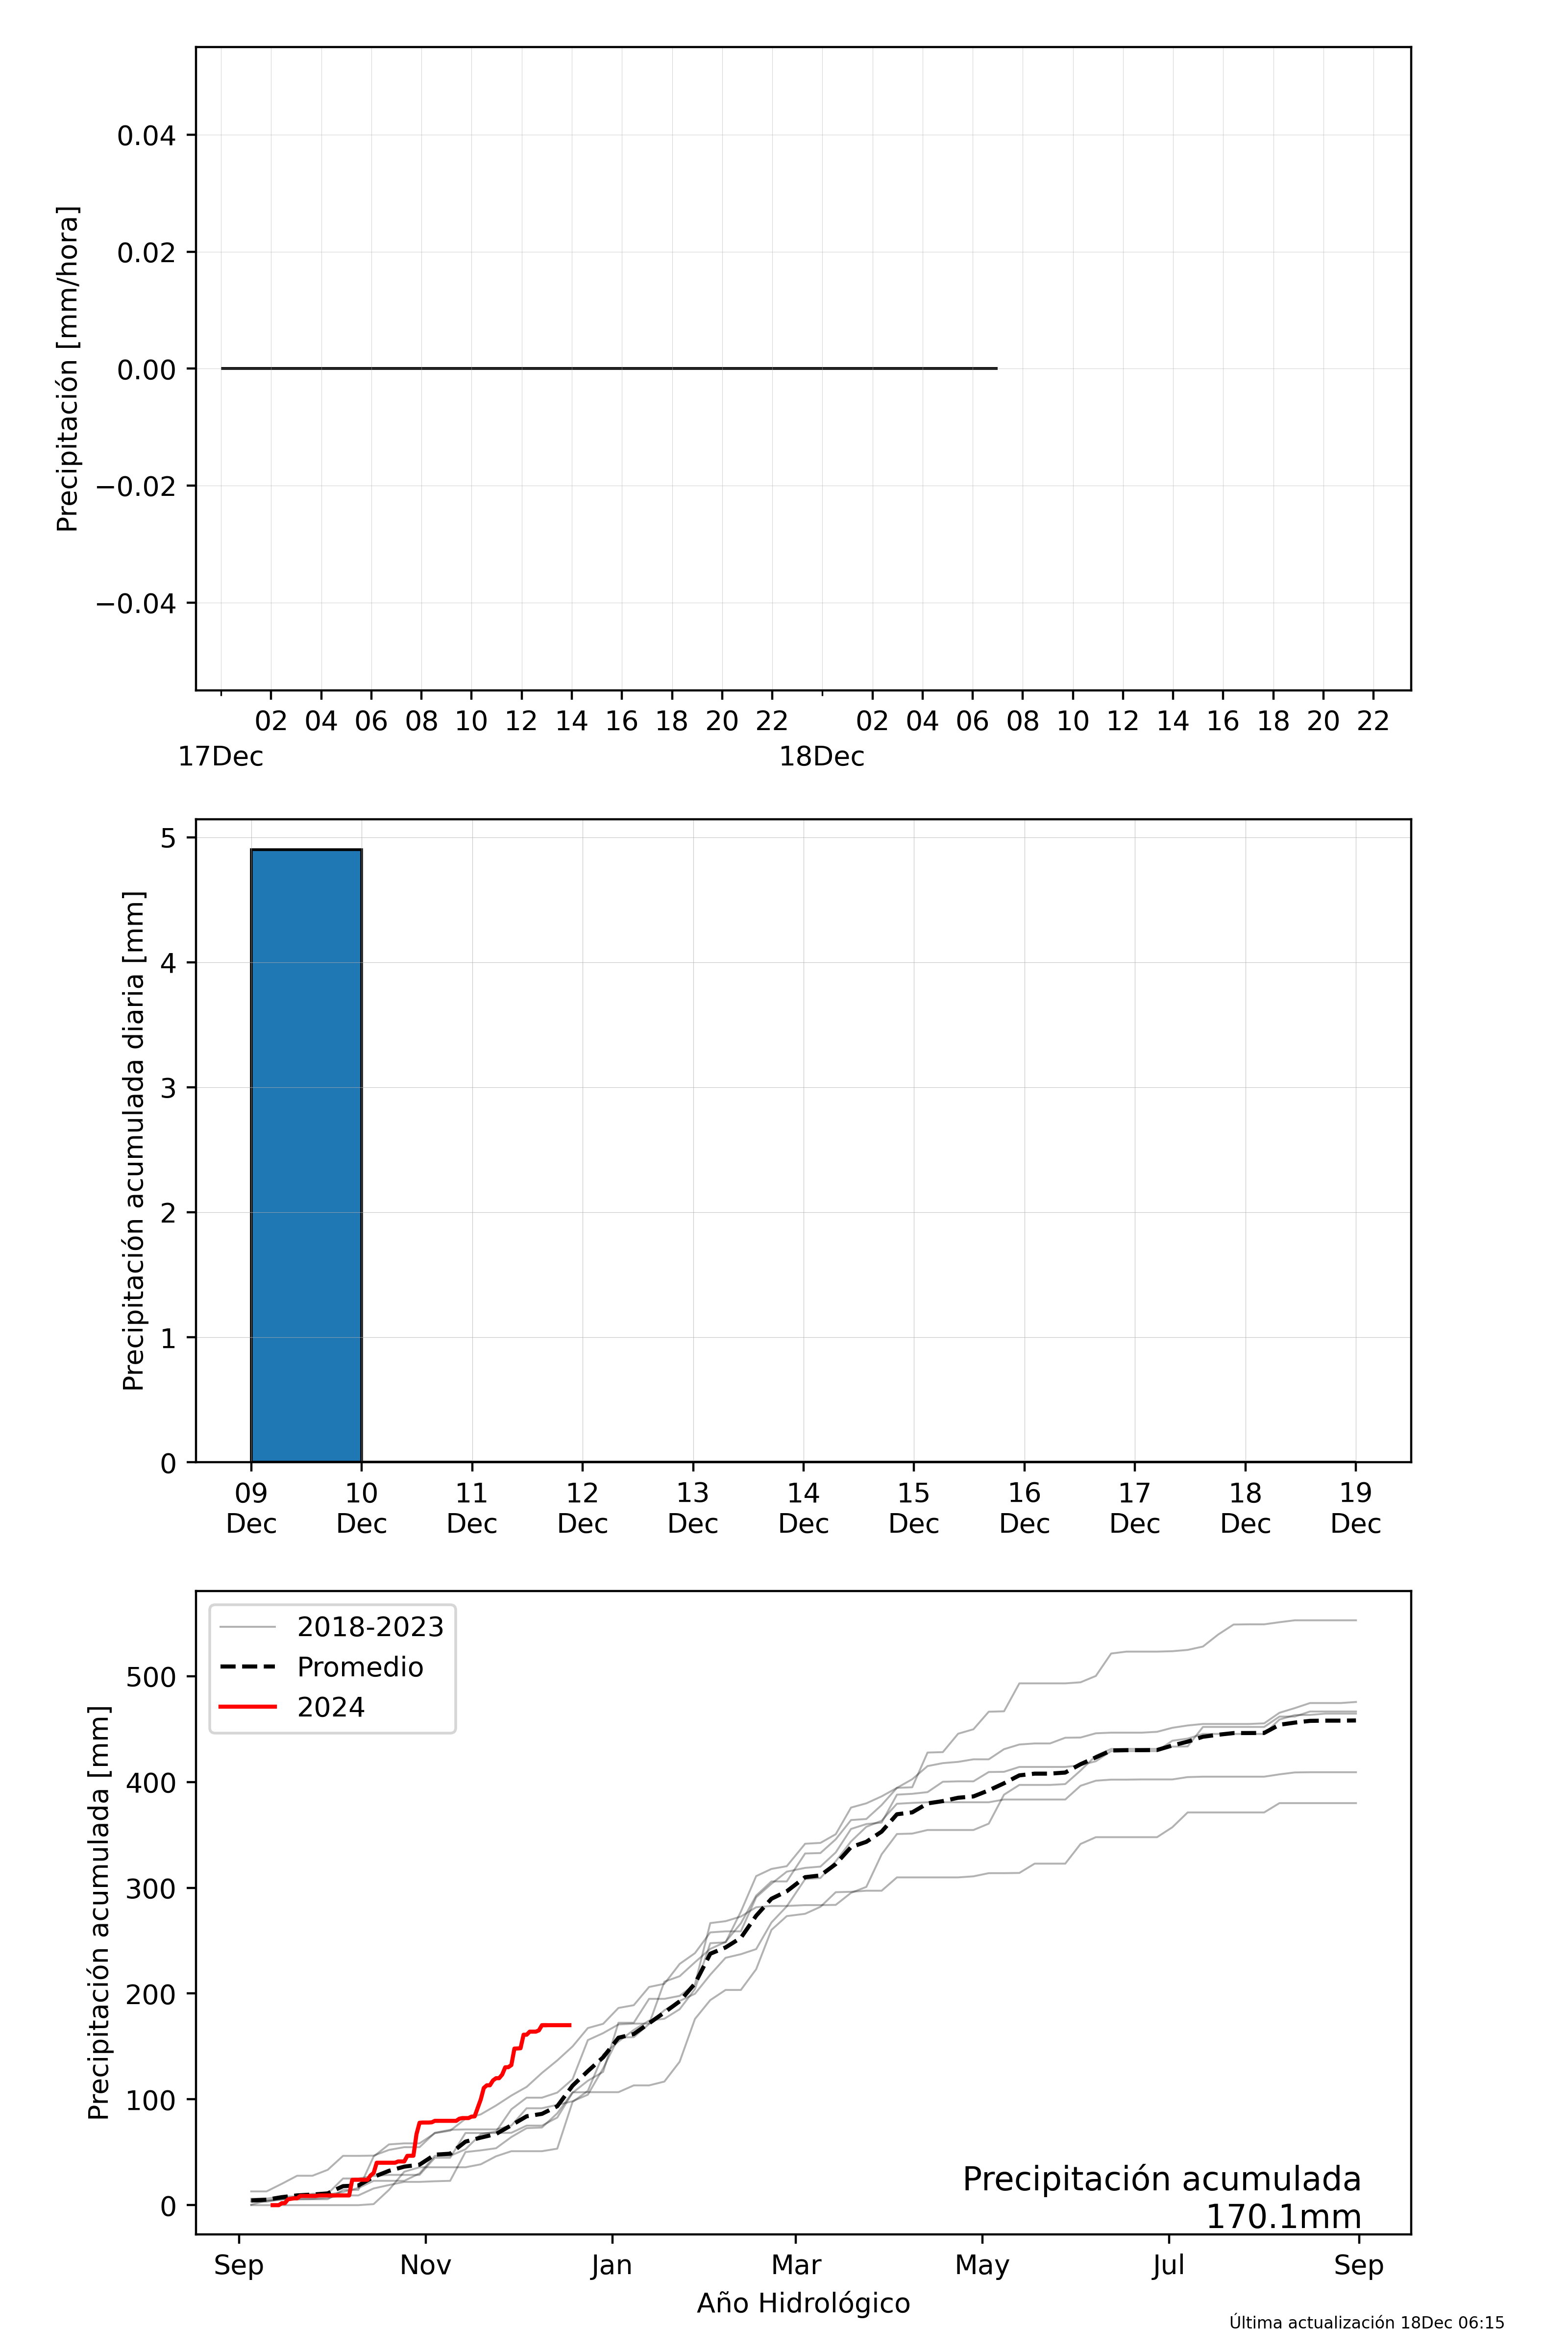 Precipitación [mm/hora]
0.04
0.02
0.00
−0.02
−0.04
02 04 06 08 10 12 14 16 18 20 22 02 04 06 08 10 12 14 16 18 20 22
17Dec 18Dec
Precipitación acumulada diaria [mm]
5
4
3
2
1
0
09 10 11 12 13 14 15 16 17 18 19
Dec Dec Dec Dec Dec Dec Dec Dec Dec Dec Dec
Precipitación acumulada [mm]
2018-2023
Promedio
2024
500
400
300
200
100
0
Precipitación acumulada
170.1mm
Sep Nov Jan Mar May Jul Sep
Año Hidrológico
Última actualización 18Dec 06:15